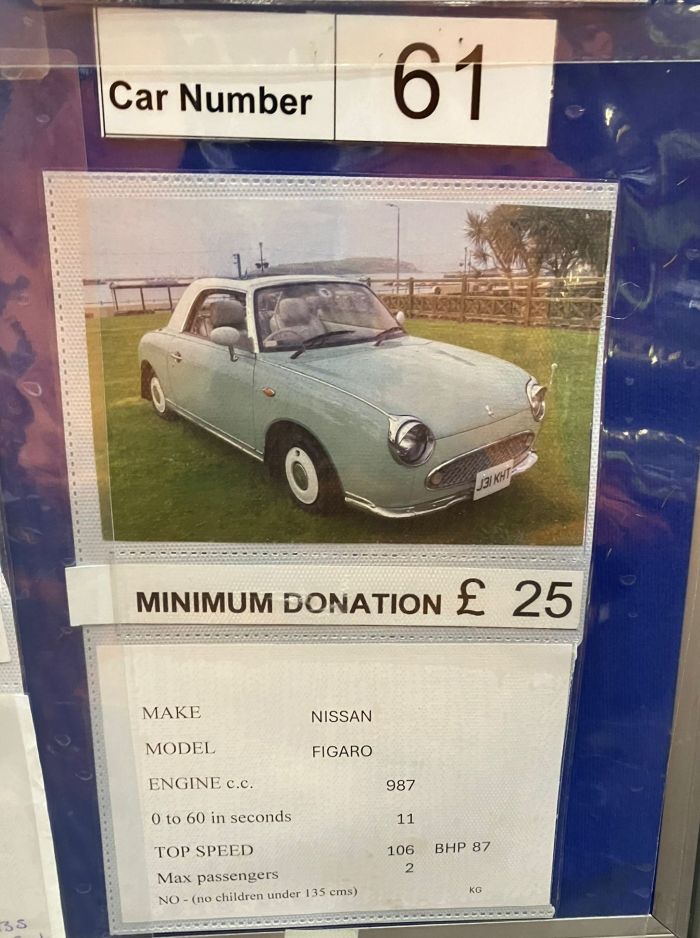 Car Number 61
J31 KHT
MINIMUM DONATION £ 25
MAKE NISSAN
MODEL FIGARO
ENGINE c.c. 987
0 to 60 in seconds 11
TOP SPEED 106 BHP 87
Max passengers 2
NO - (no children under 135 cms) KG